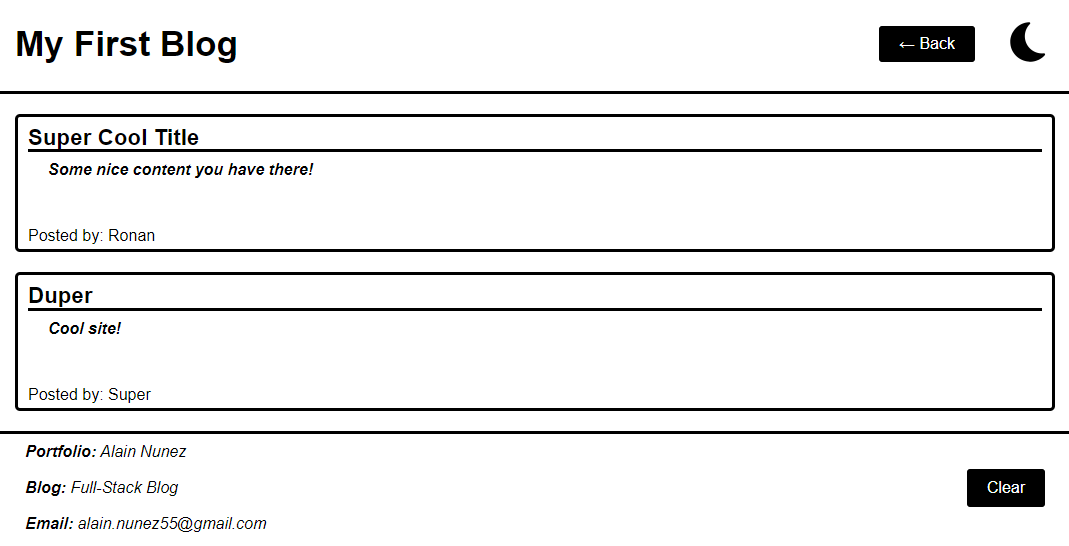 My First Blog
← Back
Super Cool Title
Some nice content you have there!
Posted by: Ronan
Duper
Cool site!
Posted by: Super
Portfolio: Alain Nunez
Blog: Full-Stack Blog
Clear
Email: alain.nunez55@gmail.com